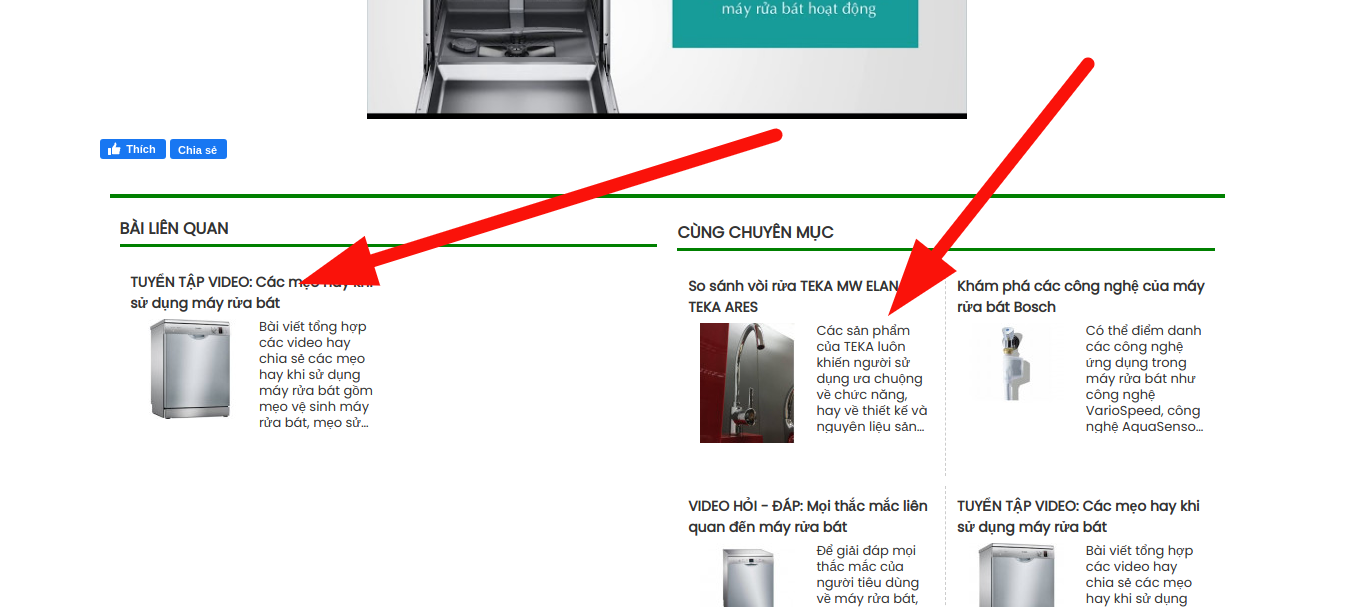 máy rửa bát hoạt động
Thích
Chia sẻ
BÀI LIÊN QUAN
TUYỂN TẬP VIDEO: Các mẹo hay khi
sử dụng máy rửa bát
Bài viết tổng hợp
các video hay
chia sẻ các mẹo
hay khi sử dụng
máy rửa bát gồm
mẹo vệ sinh máy
rửa bát, mẹo sử...
CÙNG CHUYÊN MỤC
So sánh vòi rửa TEKA MW ELAN
TEKA ARES
Các sản phẩm
của TEKA luôn
khiến người sử
dụng ưa chuộng
về chức năng,
hay về thiết kế và
nguyên liệu sản...
Khám phá các công nghệ của máy
rửa bát Bosch
Có thể điểm danh
các công nghệ
ứng dụng trong
máy rửa bát như
công nghệ
VarioSpeed, công
nghệ AquaSenso...
VIDEO HỎI - ĐÁP: Mọi thắc mắc liên
quan đến máy rửa bát
Để giải đáp mọi
thắc mắc của
người tiêu dùng
về máy rửa bát,
TUYỂN TẬP VIDEO: Các mẹo hay khi
sử dụng máy rửa bát
Bài viết tổng hợp
các video hay
chia sẻ các mẹo
hay khi sử dụng